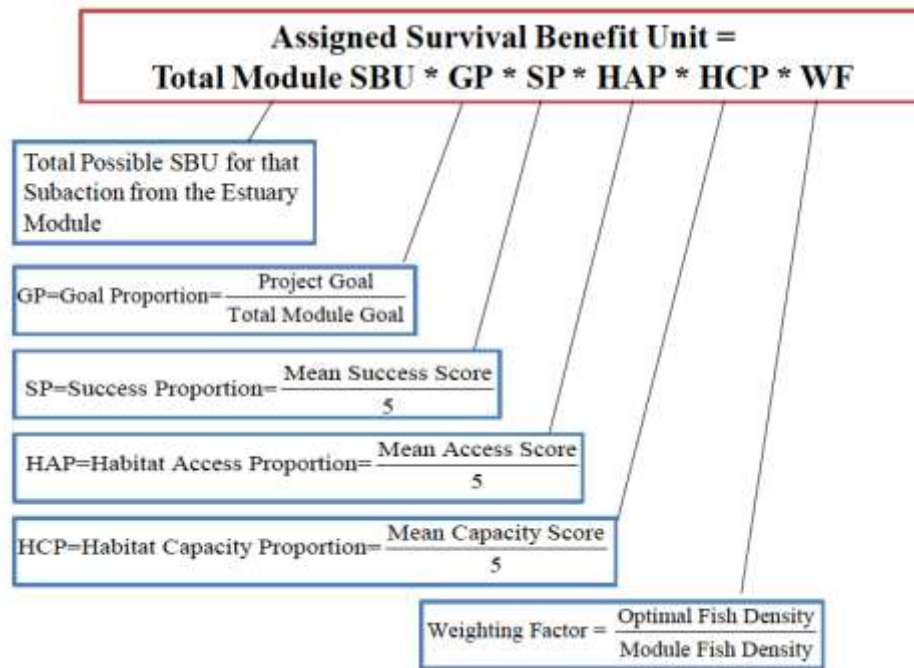 Assigned Survival Benefit Unit =
Total Module SBU * GP * SP * HAP * HCP * WF
Total Possible SBU for that
Subaction from the Estuary
Module
GP=Goal Proportion= Project Goal
Total Module Goal
SP=Success Proportion= Mean Success Score
5
HAP=Habitat Access Proportion= Mean Access Score
5
HCP=Habitat Capacity Proportion= Mean Capacity Score
5
Weighting Factor = Optimal Fish Density
Module Fish Density